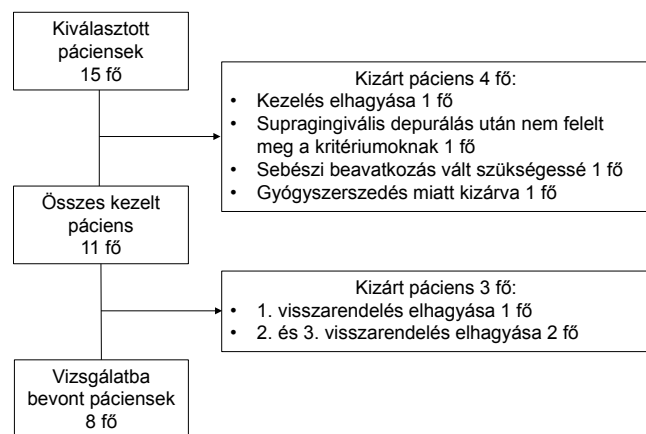 Kiválasztott
páciensek
15 fő
Kizárt páciens 4 fő:
• Kezelés elhagyása 1 fő
• Supragingivális depurálás után nem felelt
meg a kritériumoknak 1 fő
• Sebészi beavatkozás vált szükségessé 1 fő
• Gyógyszerszedés miatt kizárva 1 fő
Összes kezelt
páciens
11 fő
Kizárt páciens 3 fő:
• 1. visszarendelés elhagyása 1 fő
• 2. és 3. visszarendelés elhagyása 2 fő
Vizsgálatba
bevont páciensek
8 fő